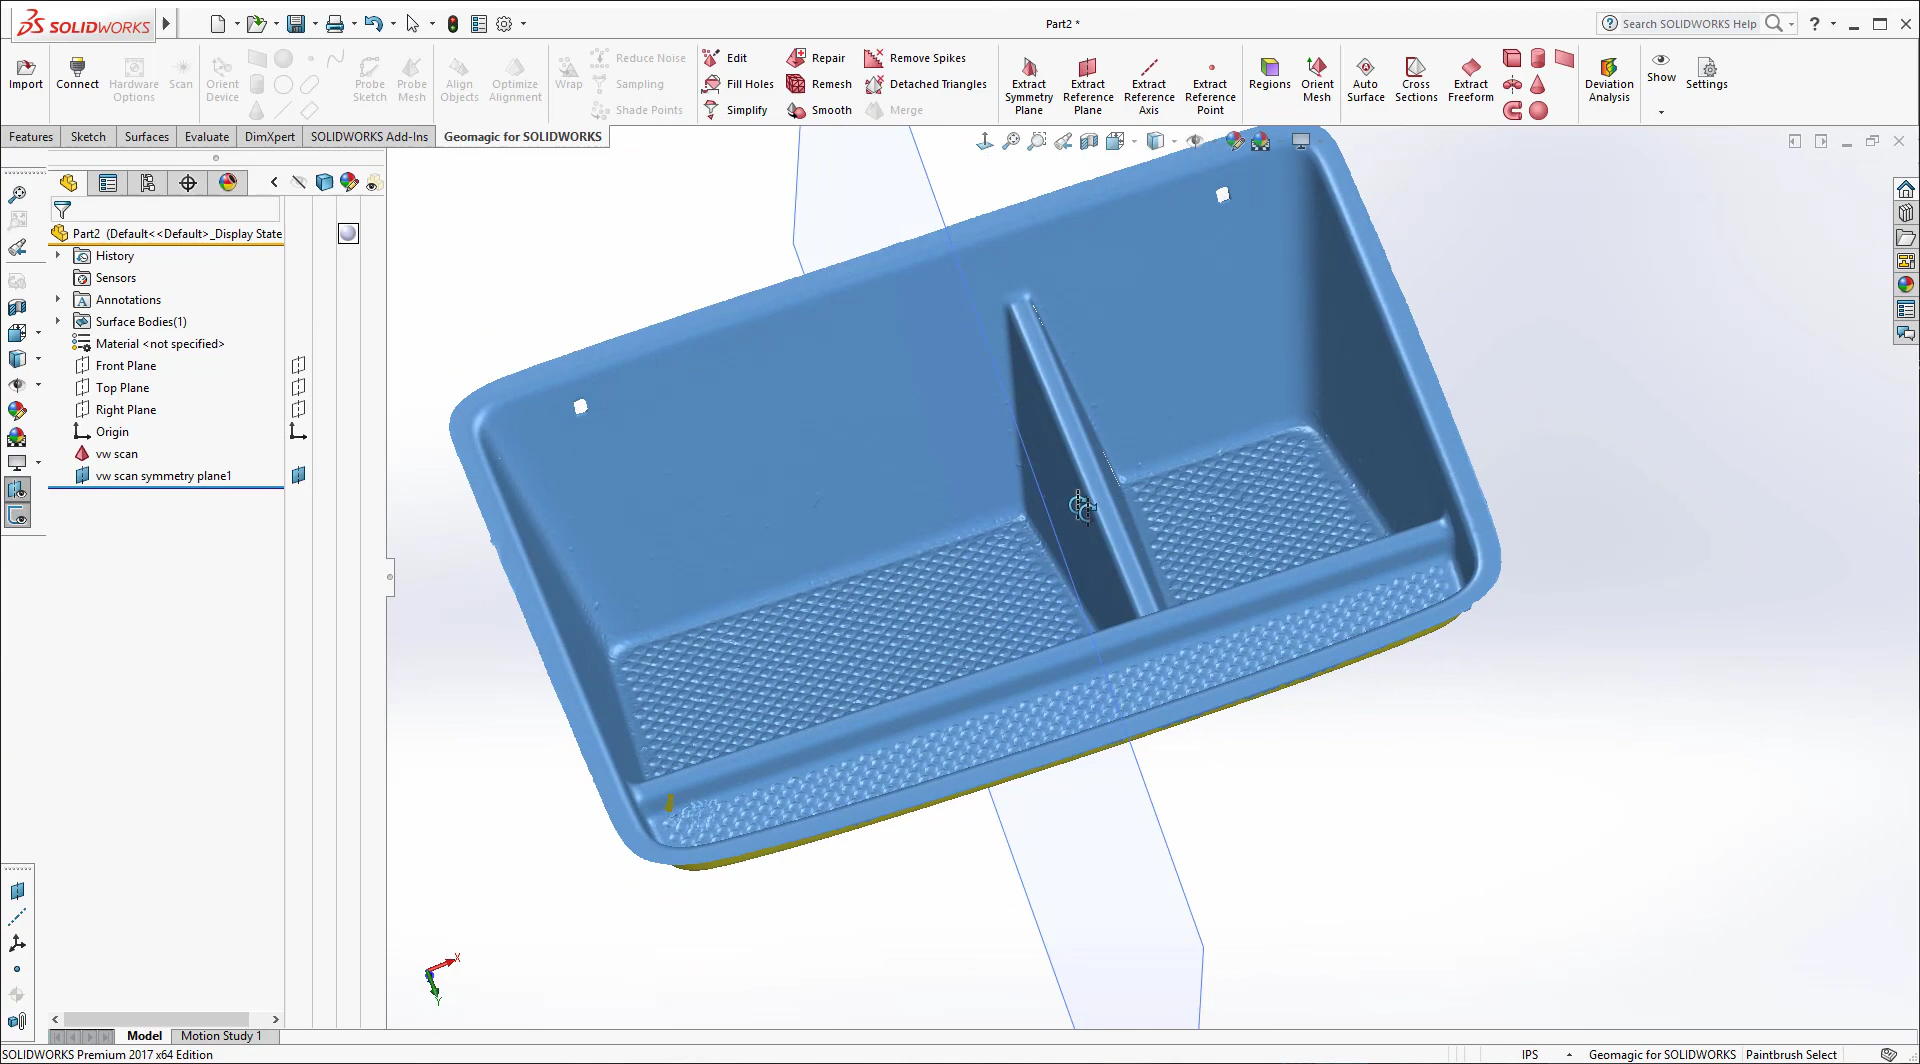 SOLIDWORKS
Part2 *
Search SOLIDWORKS Help
?
Import
Connect
Hardware
Options
Scan
Orient
Device
Probe
Sketch
Probe
Mesh
Align
Objects
Optimize
Alignment
Wrap
Reduce Noise
Sampling
Shade Points
Edit
Fill Holes
Simplify
Repair
Remesh
Smooth
Remove Spikes
Detached Triangles
Merge
Extract
Symmetry
Plane
Extract
Reference
Plane
Extract
Reference
Axis
Extract
Reference
Point
Regions
Orient
Mesh
Auto
Surface
Cross
Sections
Extract
Freeform
Deviation
Analysis
Show
Settings
Features
Sketch
Surfaces
Evaluate
DimXpert
SOLIDWORKS Add-Ins
Geomagic for SOLIDWORKS
Part2 (Default<<Default>_Display State
History
Sensors
Annotations
Surface Bodies(1)
Material <not specified>
Front Plane
Top Plane
Right Plane
Origin
vw scan
vw scan symmetry plane1
X
Y
Model
Motion Study 1
SOLIDWORKS Premium 2017 x64 Edition
IPS
Geomagic for SOLIDWORKS
Paintbrush Select